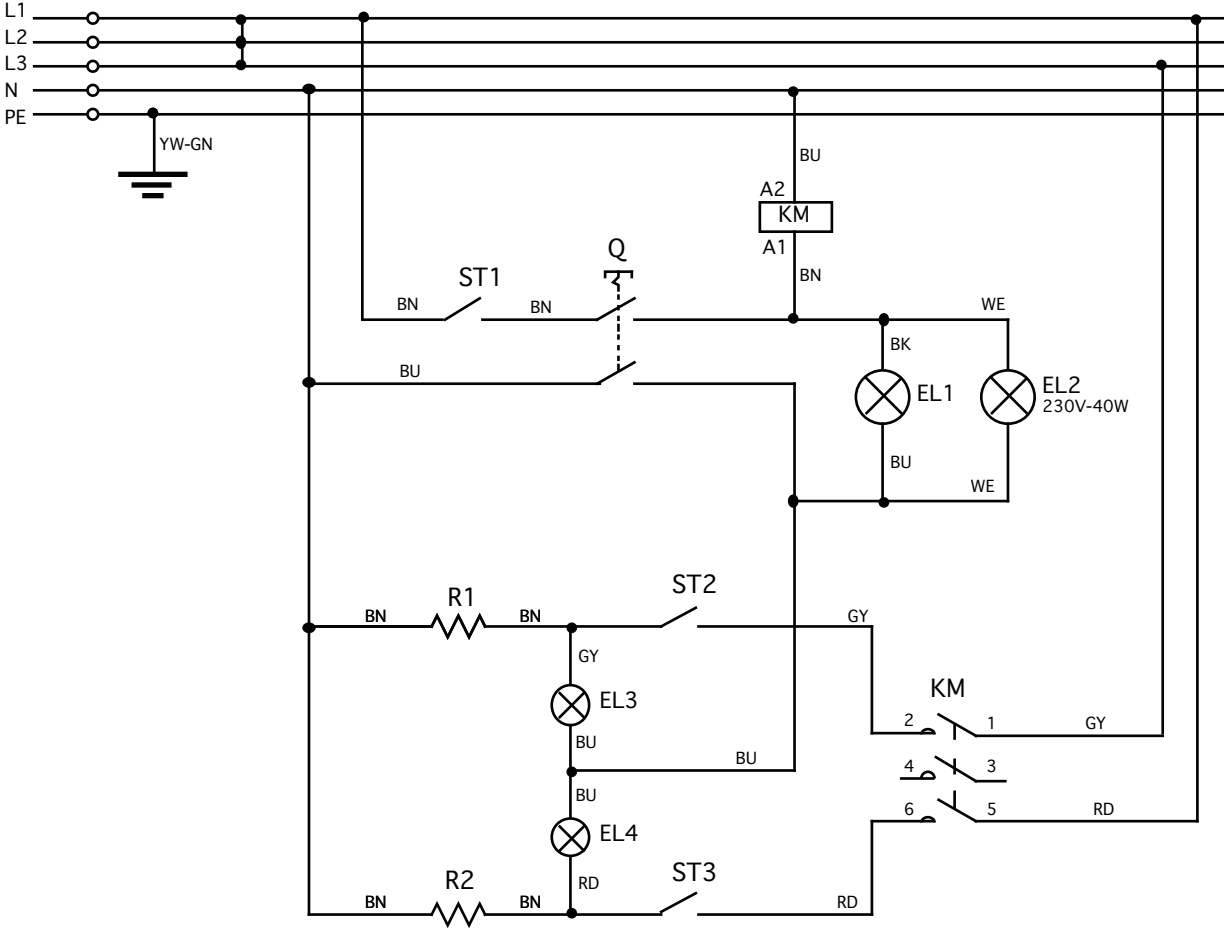 L1
L2
L3
N
PE
YW-GN
BU
A2
KM
A1
BN
Q
ST1
BN
BN
WE
BK
BU
EL1
EL2
230V-40W
BU
WE
ST2
R1
BN
BN
GY
GY
EL3
KM
2
1
GY
BU
BU
4
3
BU
6
5
RD
EL4
ST3
R2
RD
BN
BN
RD